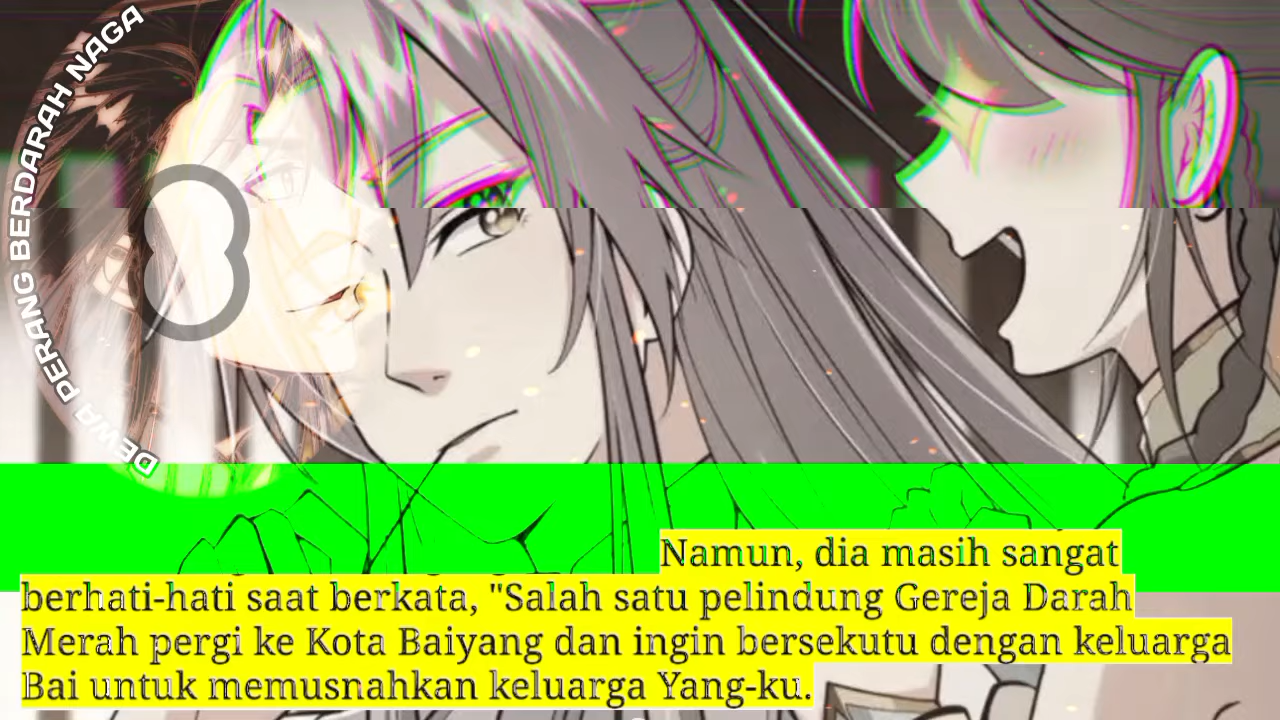 DEWA PERANG BERDARAH NAGA
Namun, dia masih sangat
berhati-hati saat berkata, "Salah satu pelindung Gereja Darah
Merah pergi ke Kota Baiyang dan ingin bersekutu dengan keluarga
Bai untuk memusnahkan keluarga Yang-ku.